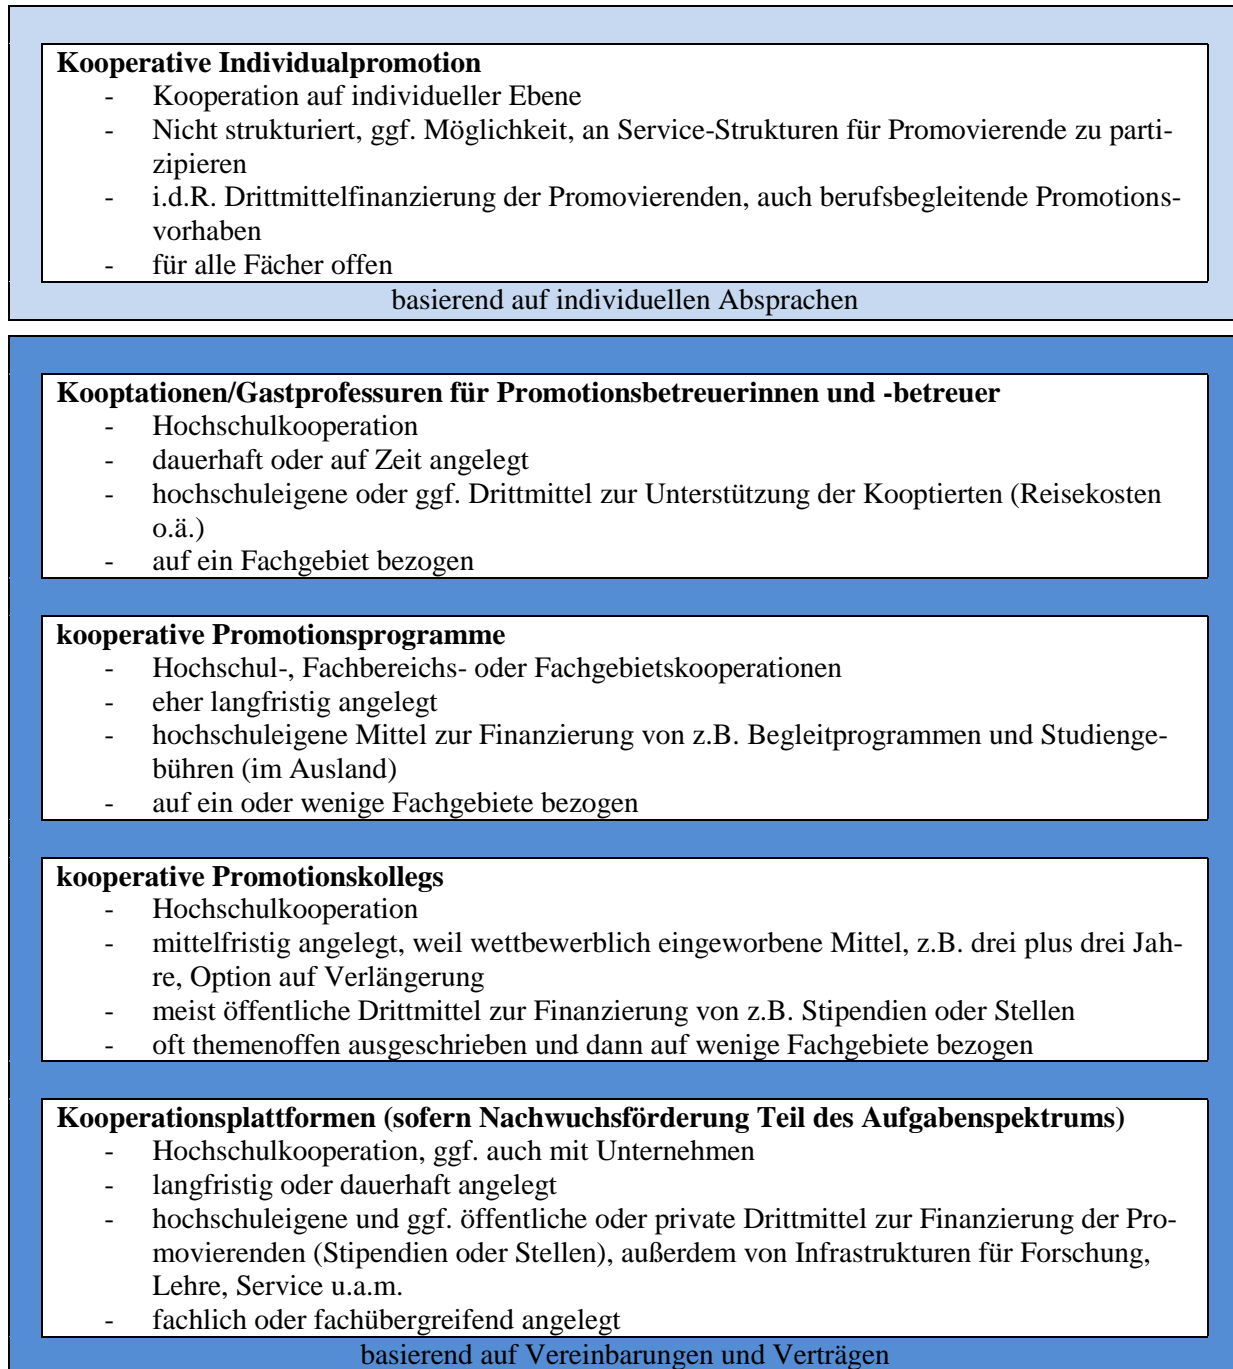 Kooperative Individualpromotion
- Kooperation auf individueller Ebene
- Nicht strukturiert, ggf. Möglichkeit, an Service-Strukturen für Promovierende zu parti-
zipieren
- i.d.R. Drittmittelfinanzierung der Promovierenden, auch berufsbegleitende Promotions-
vorhaben
- für alle Fächer offen
basierend auf individuellen Absprachen
Kooptationen/Gastprofessuren für Promotionsbetreuerinnen und -betreuer
- Hochschulkooperation
- dauerhaft oder auf Zeit angelegt
- hochschuleigene oder ggf. Drittmittel zur Unterstützung der Kooptierten (Reisekosten
o.ä.)
- auf ein Fachgebiet bezogen
kooperative Promotionsprogramme
- Hochschul-, Fachbereichs- oder Fachgebietskooperationen
- eher langfristig angelegt
- hochschuleigene Mittel zur Finanzierung von z.B. Begleitprogrammen und Studienge-
bühren (im Ausland)
- auf ein oder wenige Fachgebiete bezogen
kooperative Promotionskollegs
- Hochschulkooperation
- mittelfristig angelegt, weil wettbewerblich eingeworbene Mittel, z.B. drei plus drei Jah-
re, Option auf Verlängerung
- meist öffentliche Drittmittel zur Finanzierung von z.B. Stipendien oder Stellen
- oft themenoffen ausgeschrieben und dann auf wenige Fachgebiete bezogen
Kooperationsplattformen (sofern Nachwuchsförderung Teil des Aufgabenspektrums)
- Hochschulkooperation, ggf. auch mit Unternehmen
- langfristig oder dauerhaft angelegt
- hochschuleigene und ggf. öffentliche oder private Drittmittel zur Finanzierung der Pro-
movierenden (Stipendien oder Stellen), außerdem von Infrastrukturen für Forschung,
Lehre, Service u.a.m.
- fachlich oder fachübergreifend angelegt
basierend auf Vereinbarungen und Verträgen